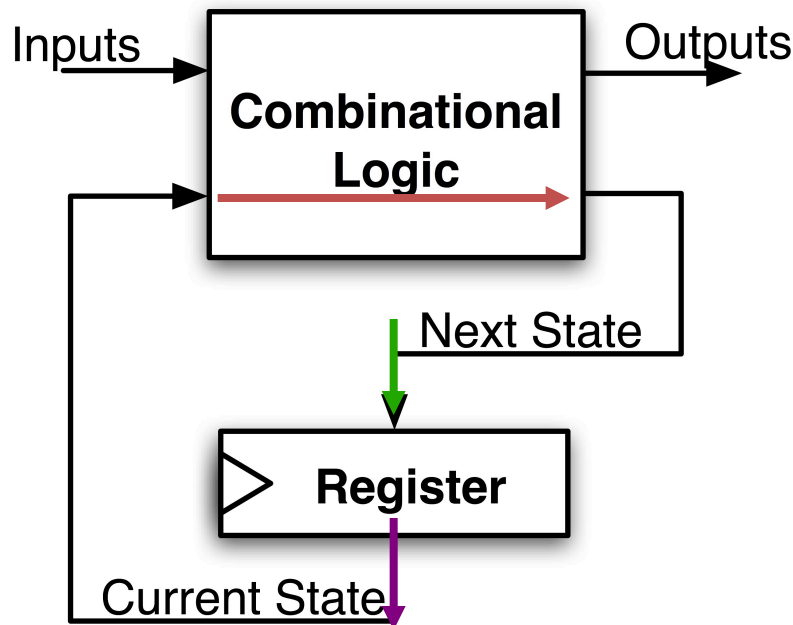 Inputs
Outputs
Combinational
Logic
Next State
Register
Current State